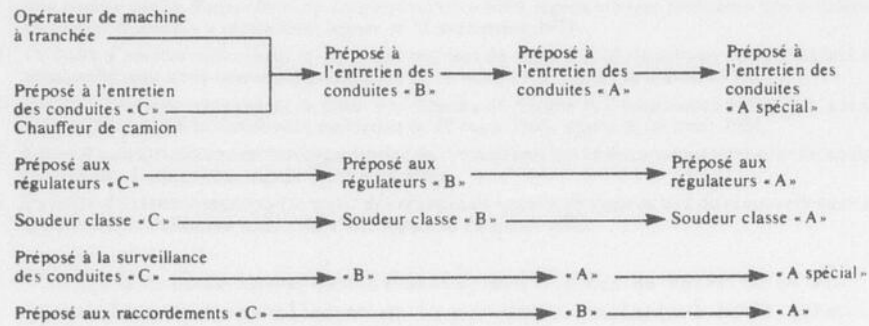 Opérateur de machine
à tranchée
Préposé à l'entretien
des conduites «C»
Chauffeur de camion
Préposé à
l'entretien des
conduites «B»
Préposé à
l'entretien des
conduites «A»
Préposé à
l'entretien des
conduites
«A spécial»
Préposé aux
régulateurs «C»
Préposé aux
régulateurs «B»
Préposé aux
régulateurs «A»
Soudeur classe «C» Soudeur classe «B» Soudeur classe «A»
Préposé à la surveillance
des conduites «C» «B» «A» «A spécial»
Préposé aux raccordements «C» «B» «A»